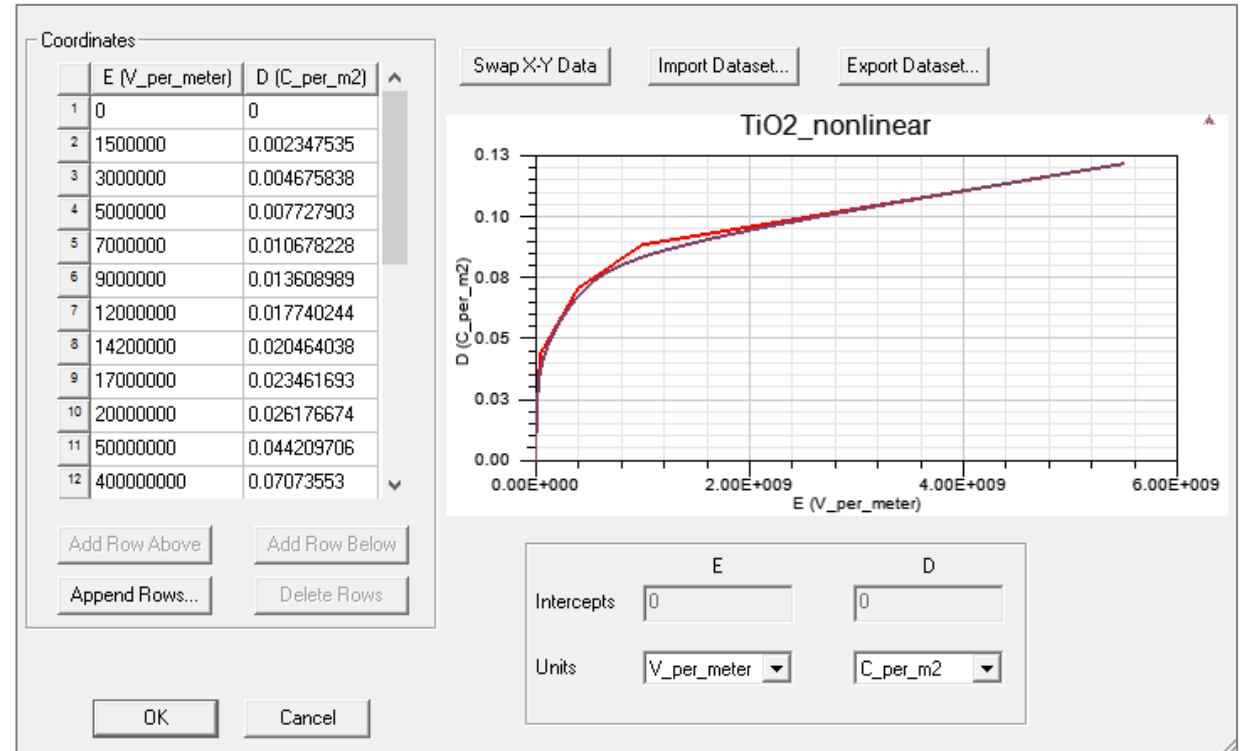 Coordinates
E (V_per_meter) D (C_per_m2)
1 0 0
2 1500000 0.002347535
3 3000000 0.004675838
4 5000000 0.007727903
5 7000000 0.010678228
6 9000000 0.013608989
7 12000000 0.017740244
8 14200000 0.020464038
9 17000000 0.023461693
10 20000000 0.026176674
11 50000000 0.044209706
12 400000000 0.07073553
Add Row Above Add Row Below
Append Rows... Delete Rows
OK Cancel
Swap X-Y Data Import Dataset... Export Dataset...
TiO2_nonlinear
D (C_per_m2)
0.13
0.10
0.08
0.05
0.03
0.00
0.00E+000 2.00E+009 4.00E+009 6.00E+009
E (V_per_meter)
E D
Intercepts 0 0
Units V_per_meter C_per_m2